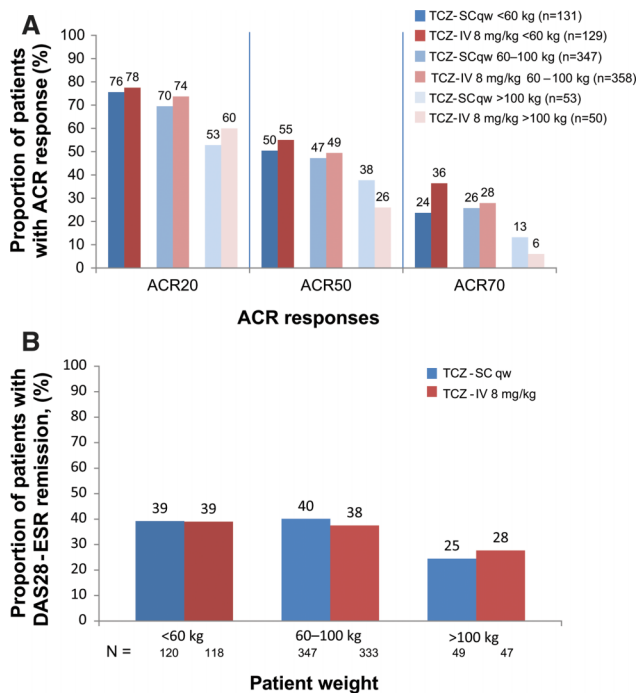 A
TCZ-SCqw <60 kg (n=131)
TCZ-IV 8 mg/kg <60 kg (n=129)
TCZ-SCqw 60–100 kg (n=347)
TCZ-IV 8 mg/kg 60–100 kg (n=358)
TCZ-SCqw >100 kg (n=53)
TCZ-IV 8 mg/kg >100 kg (n=50)
Proportion of patients
with ACR response (%)
100
90
80
70
60
50
40
30
20
10
0
76 78 70 74 53 60
50 55 47 49 38 26
24 36 26 28 13 6
ACR20 ACR50 ACR70
ACR responses
B
TCZ-SC qw
TCZ-IV 8 mg/kg
Proportion of patients with
DAS28-ESR remission, (%)
100
90
80
70
60
50
40
30
20
10
0
39 39 40 38 25 28
<60 kg 60–100 kg >100 kg
N = 120 118 347 333 49 47
Patient weight